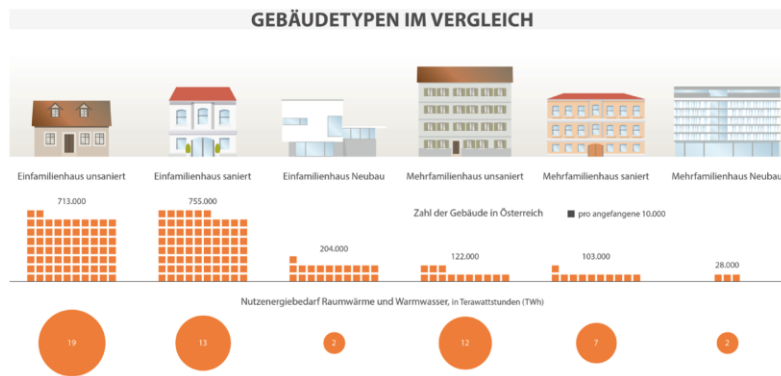 GEBÄUDETYPEN IM VERGLEICH
Einfamilienhaus unsaniert
Einfamilienhaus saniert
Einfamilienhaus Neubau
Mehrfamilienhaus unsaniert
Mehrfamilienhaus saniert
Mehrfamilienhaus Neubau
713.000
755.000
Zahl der Gebäude in Österreich
pro angefangene 10.000
204.000
122.000
103.000
28.000
Nutzenergiebedarf Raumwärme und Warmwasser, in Terawattstunden (TWh)
19
13
2
12
7
2